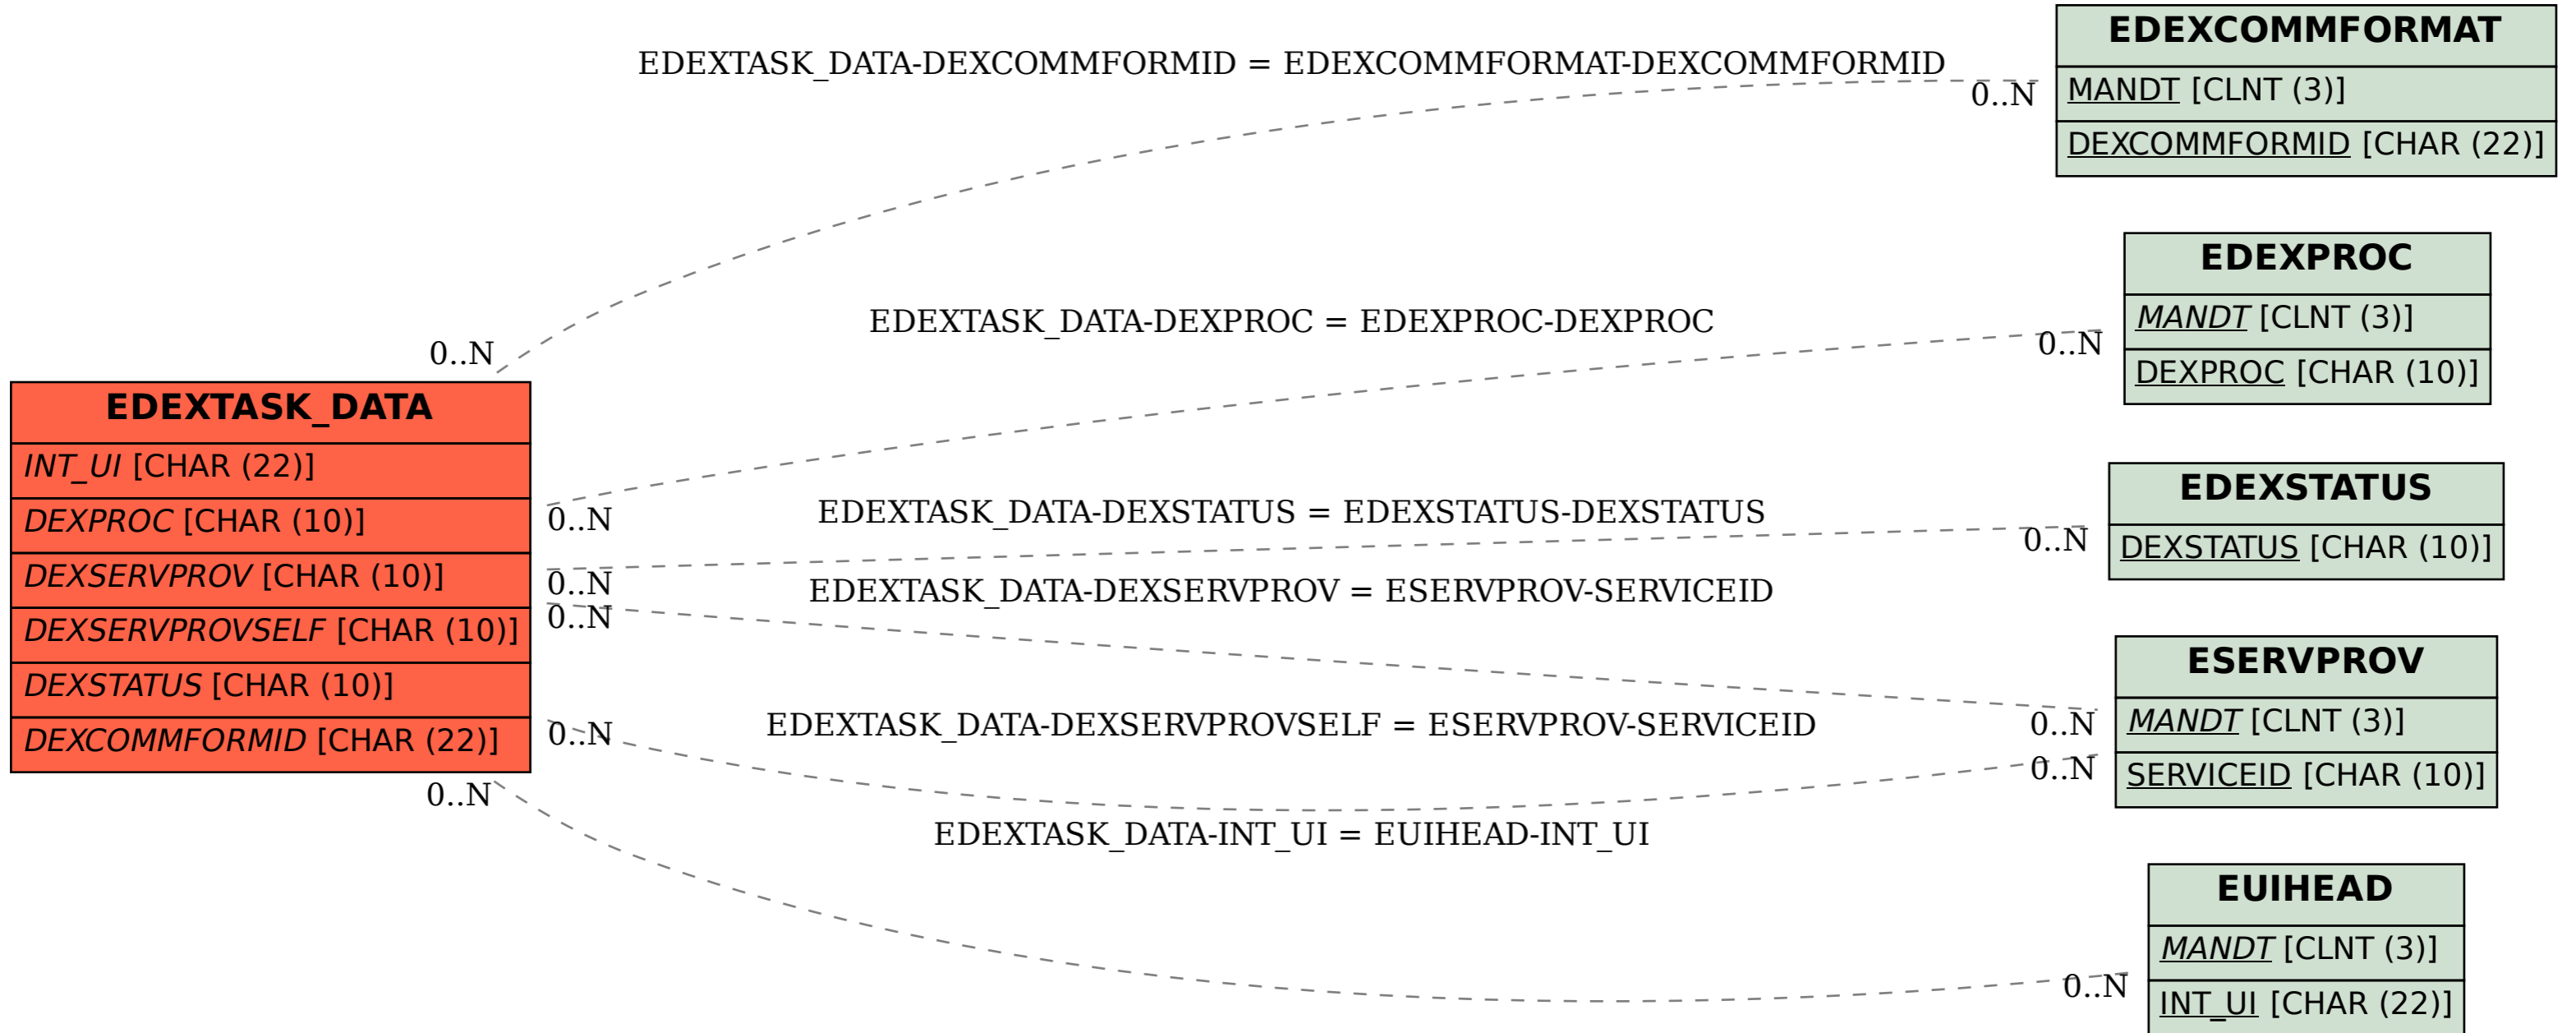 EDEXCOMMFORMAT
MANDT [CLNT (3)]
DEXCOMMFORMID [CHAR (22)]
EDEXTASK_DATA-DEXCOMMFORMID = EDEXCOMMFORMAT-DEXCOMMFORMID
0..N
0..N
EDEXPROC
MANDT [CLNT (3)]
DEXPROC [CHAR (10)]
EDEXTASK_DATA-DEXPROC = EDEXPROC-DEXPROC
0..N
0..N
EDEXTASK_DATA
INT_UI [CHAR (22)]
DEXPROC [CHAR (10)]
DEXSERVPROV [CHAR (10)]
DEXSERVPROVSELF [CHAR (10)]
DEXSTATUS [CHAR (10)]
DEXCOMMFORMID [CHAR (22)]
EDEXTASK_DATA-DEXSTATUS = EDEXSTATUS-DEXSTATUS
0..N
0..N
EDEXSTATUS
DEXSTATUS [CHAR (10)]
EDEXTASK_DATA-DEXSERVPROV = ESERVPROV-SERVICEID
0..N
0..N
EDEXTASK_DATA-DEXSERVPROVSELF = ESERVPROV-SERVICEID
0..N
0..N
ESERVPROV
MANDT [CLNT (3)]
SERVICEID [CHAR (10)]
EDEXTASK_DATA-INT_UI = EUIHEAD-INT_UI
0..N
0..N
EUIHEAD
MANDT [CLNT (3)]
INT_UI [CHAR (22)]